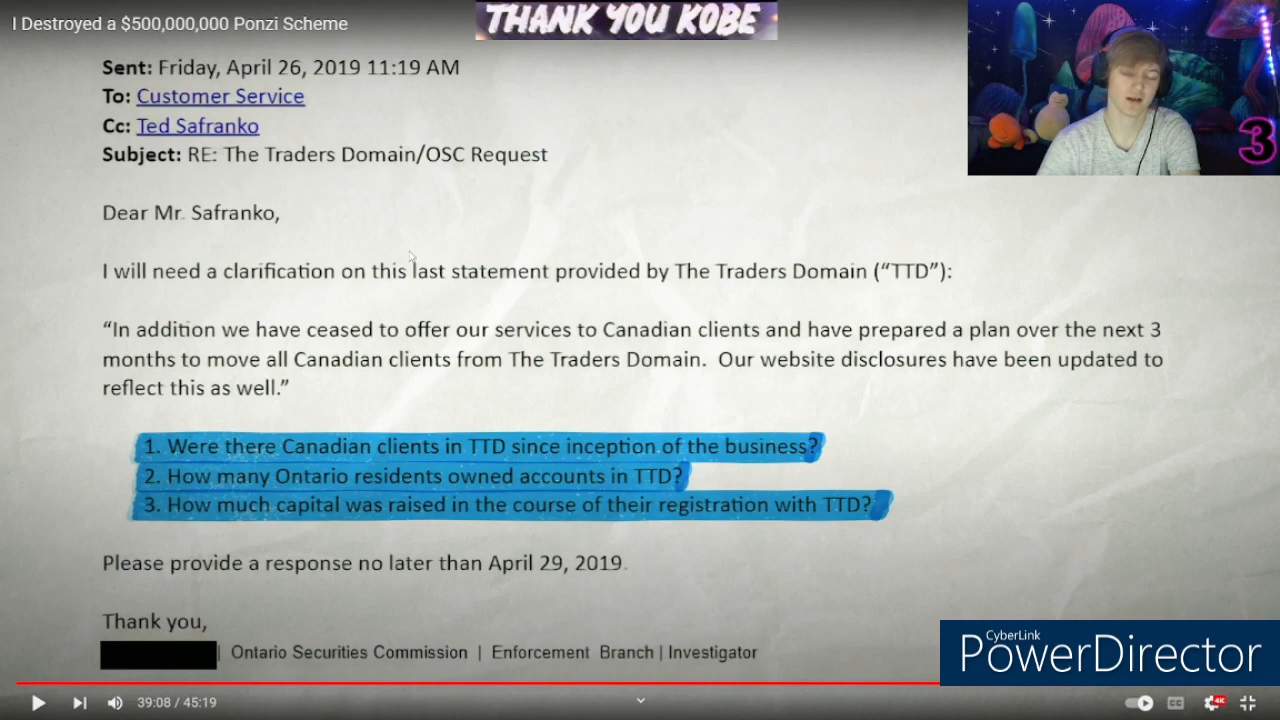 I Destroyed a $500,000,000 Ponzi Scheme
THANK YOU KOBE
Sent: Friday, April 26, 2019 11:19 AM
To: Customer Service
Cc: Ted Safranko
Subject: RE: The Traders Domain/OSC Request
3
Dear Mr. Safranko,
I will need a clarification on this last statement provided by The Traders Domain (“TTD”):
“In addition we have ceased to offer our services to Canadian clients and have prepared a plan over the next 3
months to move all Canadian clients from The Traders Domain. Our website disclosures have been updated to
reflect this as well.”
1. Were there Canadian clients in TTD since inception of the business?
2. How many Ontario residents owned accounts in TTD?
3. How much capital was raised in the course of their registration with TTD?
Please provide a response no later than April 29, 2019.
Thank you,
| Ontario Securities Commission | Enforcement Branch | Investigator
CyberLink
PowerDirector
39:08 / 45:19
CC
4K